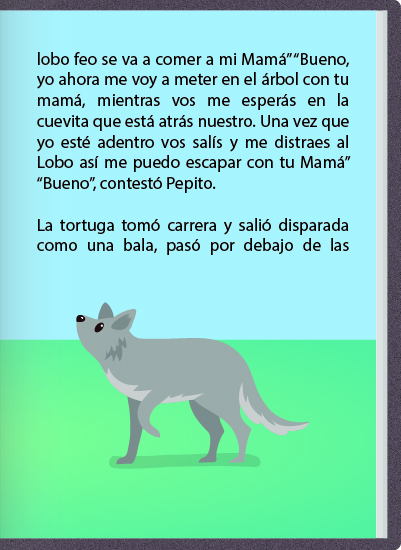 lobo feo se va a comer a mi Mamá” “Bueno,
yo ahora me voy a meter en el árbol con tu
mamá, mientras vos me esperás en la
cuevita que está atrás nuestro. Una vez que
yo esté adentro vos salís y me distraes al
Lobo así me puedo escapar con tu Mamá”
“Bueno”, contestó Pepito.
La tortuga tomó carrera y salió disparada
como una bala, pasó por debajo de las